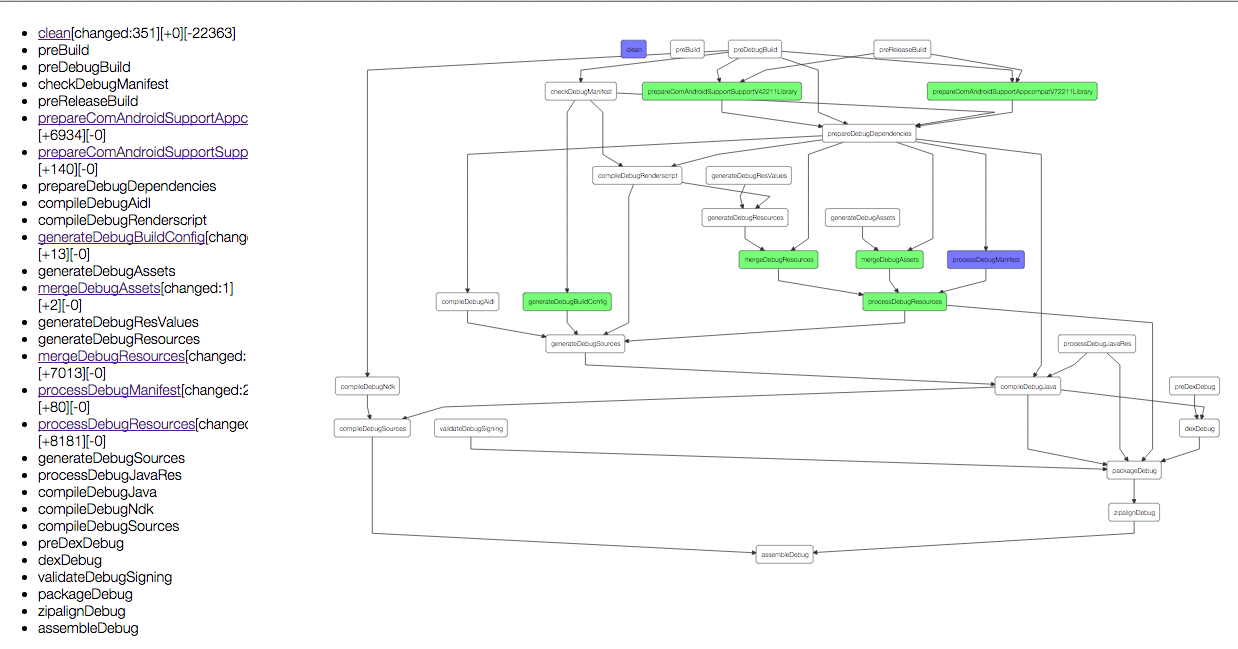 clean[changed:351][+0][-22363]
preBuild
preDebugBuild
checkDebugManifest
preReleaseBuild
prepareComAndroidSupportAppc
[+6934][-0]
prepareComAndroidSupportSupp
[+140][-0]
prepareDebugDependencies
compileDebugAidl
compileDebugRenderscript
generateDebugBuildConfig[chang
[+13][-0]
generateDebugAssets
mergeDebugAssets[changed:1]
[+2][-0]
generateDebugResValues
generateDebugResources
mergeDebugResources[changed:
[+7013][-0]
processDebugManifest[changed:2
[+80][-0]
processDebugResources[changed
[+8181][-0]
generateDebugSources
processDebugJavaRes
compileDebugJava
compileDebugNdk
compileDebugSources
preDexDebug
dexDebug
validateDebugSigning
packageDebug
zipalignDebug
assembleDebug
clean
preBuild
preDebugBuild
preReleaseBuild
checkDebugManifest
prepareComAndroidSupportSupportV42211Library
prepareComAndroidSupportAppcompatV72211Library
prepareDebugDependencies
compileDebugRenderscript
generateDebugResValues
generateDebugResources
generateDebugAssets
mergeDebugResources
mergeDebugAssets
processDebugManifest
compileDebugAidl
generateDebugBuildConfig
processDebugResources
generateDebugSources
processDebugJavaRes
compileDebugNdk
compileDebugJava
preDexDebug
compileDebugSources
validateDebugSigning
dexDebug
packageDebug
zipalignDebug
assembleDebug